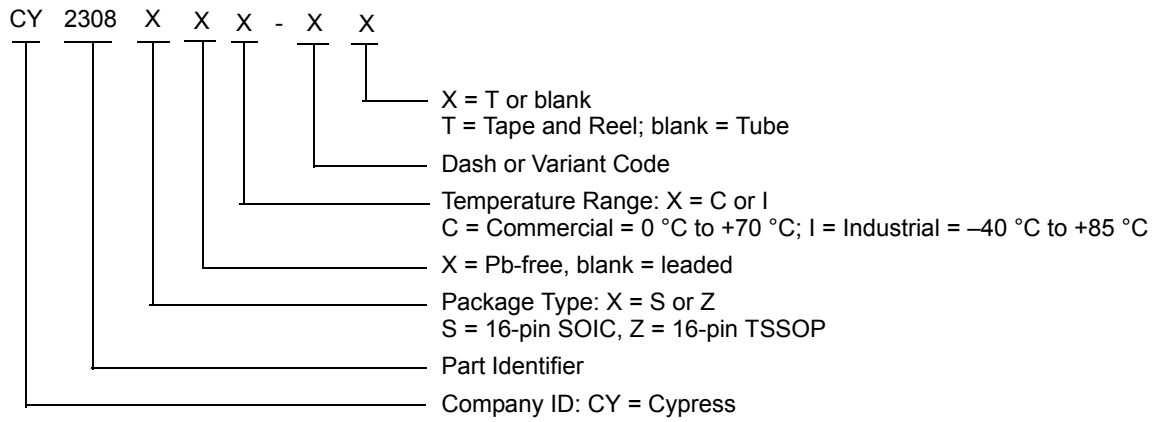 CY 2308 X X X - X X
X = T or blank
T = Tape and Reel; blank = Tube
Dash or Variant Code
Temperature Range: X = C or I
C = Commercial = 0 °C to +70 °C; I = Industrial = –40 °C to +85 °C
X = Pb-free, blank = leaded
Package Type: X = S or Z
S = 16-pin SOIC, Z = 16-pin TSSOP
Part Identifier
Company ID: CY = Cypress